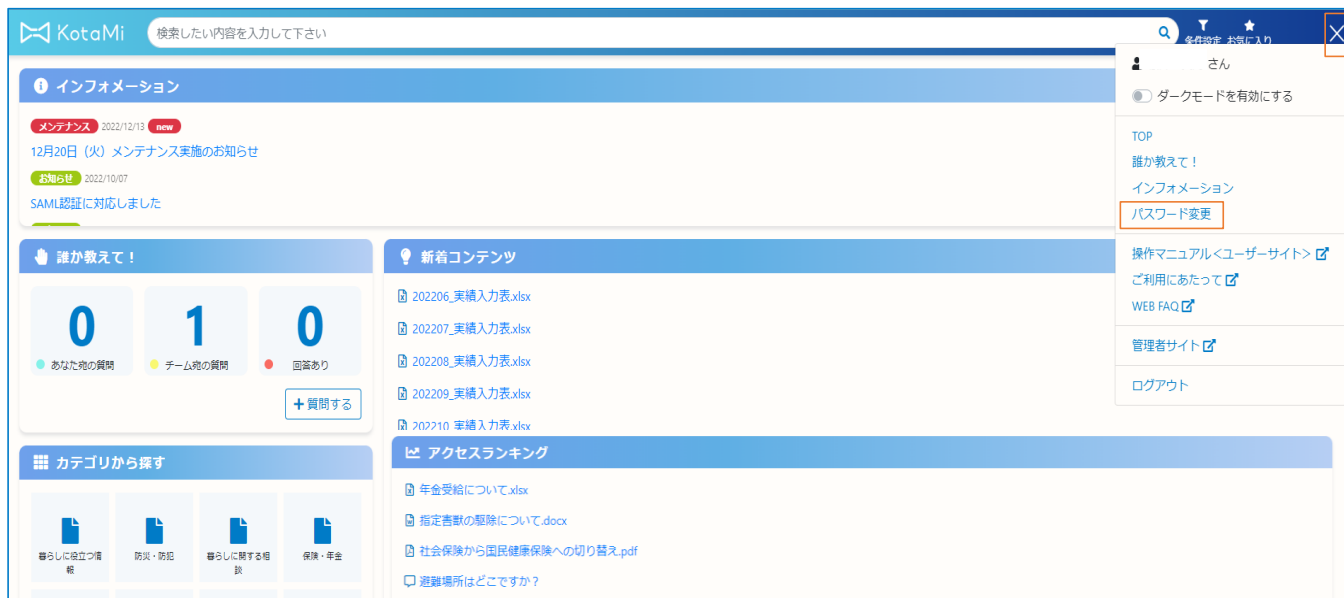 KotaMi
検索したい内容を入力して下さい
条件設定 お気に入り
さん
ダークモードを有効にする
TOP
誰か教えて！
インフォメーション
パスワード変更
操作マニュアル<ユーザーサイト>
ご利用にあたって
WEB FAQ
管理者サイト
ログアウト
インフォメーション
メンテナンス 2022/12/13 new
12月20日（火）メンテナンス実施のお知らせ
お知らせ 2022/10/07
SAML認証に対応しました
誰か教えて！
0 1 0
あなた宛の質問 チーム宛の質問 回答あり
質問する
新着コンテンツ
202206_実績入力表.xlsx
202207_実績入力表.xlsx
202208_実績入力表.xlsx
202209_実績入力表.xlsx
202210_実績入力表.xlsx
カテゴリから探す
暮らしに役立つ情
報
防災・防犯
暮らしに関する相
談
保険・年金
アクセスランキング
年金受給について.xlsx
指定害獣の駆除について.docx
社会保険から国民健康保険への切り替え.pdf
避難場所はどこですか？